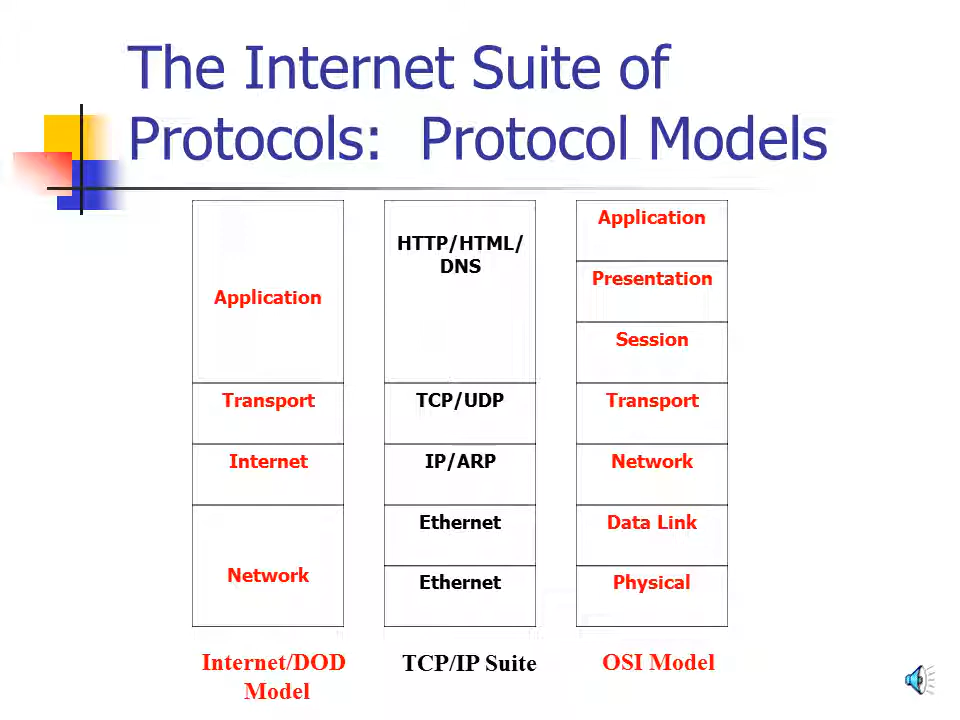 The Internet Suite of
Protocols: Protocol Models
Application
Transport
Internet
Network
Internet/DOD
Model
HTTP/HTML/
DNS
TCP/UDP
IP/ARP
Ethernet
Ethernet
TCP/IP Suite
Application
Presentation
Session
Transport
Network
Data Link
Physical
OSI Model